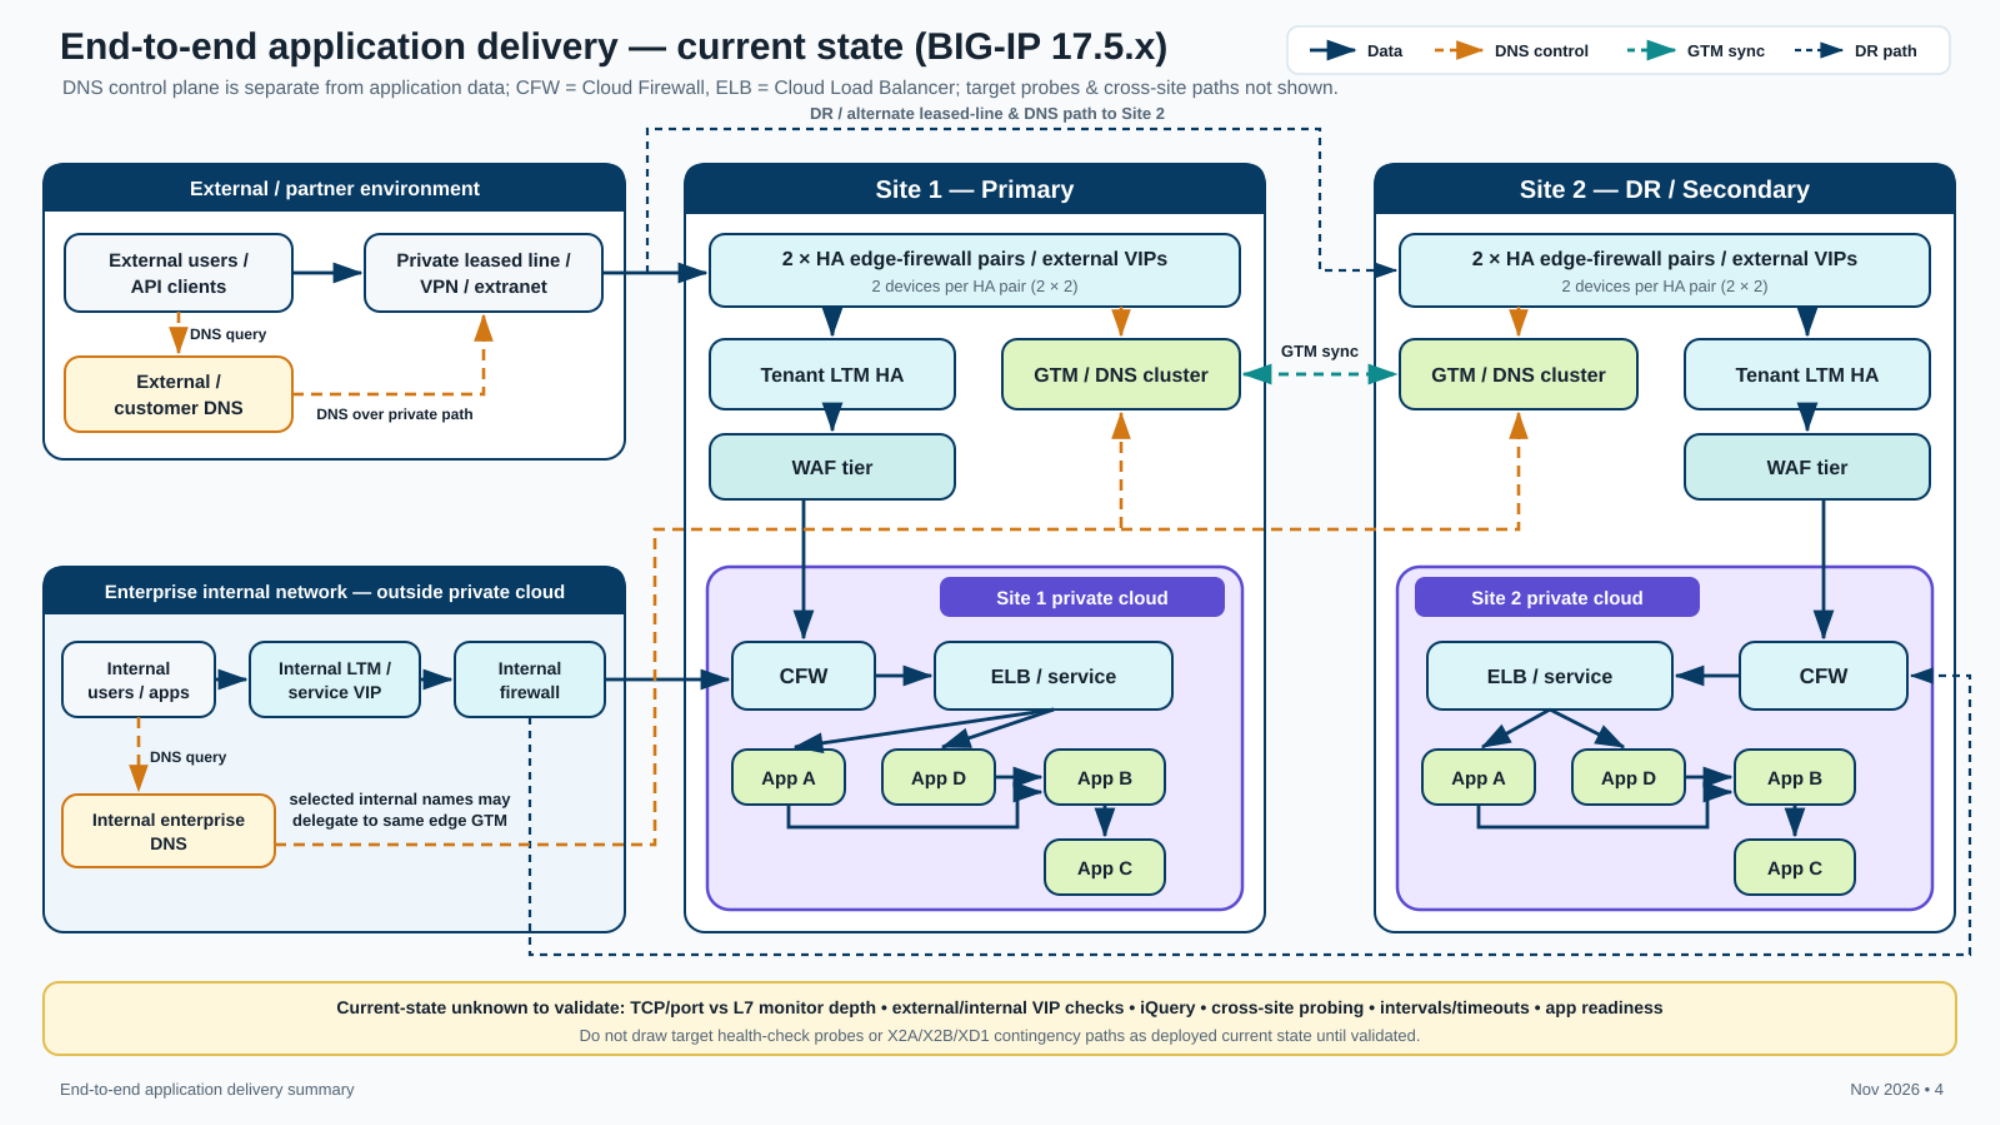 End-to-end application delivery — current state (BIG-IP 17.5.x)
Data
DNS control
GTM sync
DR path
DNS control plane is separate from application data; CFW = Cloud Firewall, ELB = Cloud Load Balancer; target probes & cross-site paths not shown.
DR / alternate leased-line & DNS path to Site 2
External / partner environment
External users /
API clients
Private leased line /
VPN / extranet
DNS query
External /
customer DNS
DNS over private path
Enterprise internal network — outside private cloud
Internal
users / apps
Internal LTM /
service VIP
Internal
firewall
DNS query
Internal enterprise
DNS
selected internal names may
delegate to same edge GTM
Site 1 — Primary
2 × HA edge-firewall pairs / external VIPs
2 devices per HA pair (2 × 2)
Tenant LTM HA
GTM / DNS cluster
WAF tier
Site 1 private cloud
CFW
ELB / service
App A
App D
App B
App C
GTM sync
Site 2 — DR / Secondary
2 × HA edge-firewall pairs / external VIPs
2 devices per HA pair (2 × 2)
GTM / DNS cluster
Tenant LTM HA
WAF tier
Site 2 private cloud
ELB / service
CFW
App A
App D
App B
App C
Current-state unknown to validate: TCP/port vs L7 monitor depth • external/internal VIP checks • iQuery • cross-site probing • intervals/timeouts • app readiness
Do not draw target health-check probes or X2A/X2B/XD1 contingency paths as deployed current state until validated.
End-to-end application delivery summary
Nov 2026 • 4